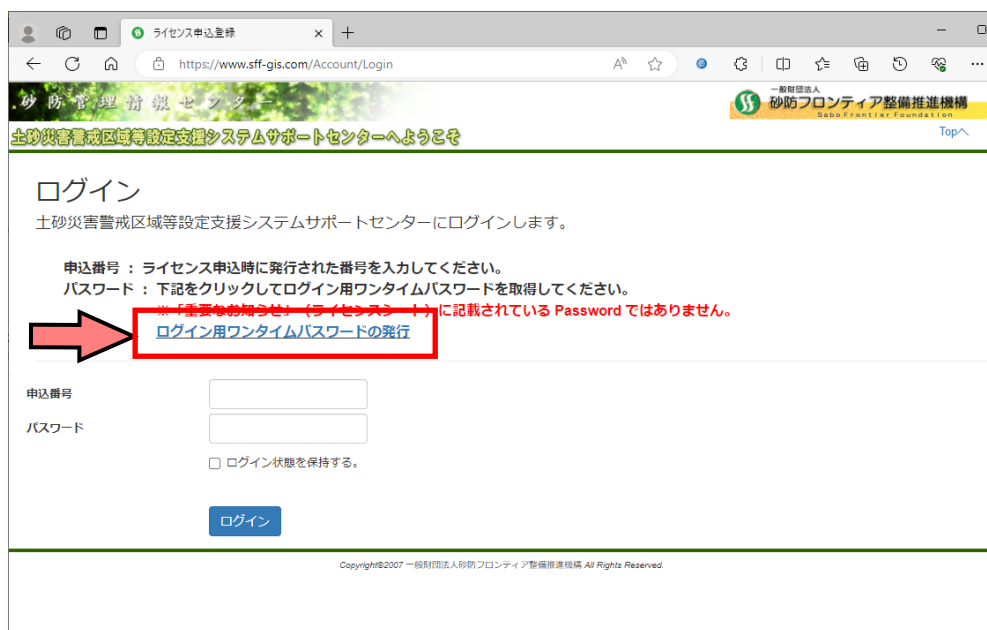 ライセンス申込登録
https://www.sff-gis.com/Account/Login
砂防管理情報センター
一般財団法人
砂防フロンティア整備推進機構
Sabo Frontier Foundation
土砂災害警戒区域等設定支援システムサポートセンターへようこそ
Topへ
ログイン
土砂災害警戒区域等設定支援システムサポートセンターにログインします。
申込番号 : ライセンス申込時に発行された番号を入力してください。
パスワード : 下記をクリックしてログイン用ワンタイムパスワードを取得してください。
※「重要なお知らせ」（ライセンスシート）に記載されている Password ではありません。
ログイン用ワンタイムパスワードの発行
申込番号
パスワード
ログイン状態を保持する。
ログイン
Copyright©2007 一般財団法人砂防フロンティア整備推進機構 All Rights Reserved.